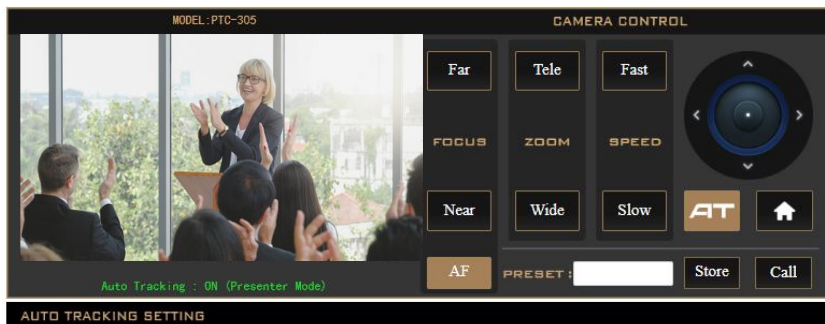 MODEL:PTC-305
CAMERA CONTROL
Far
Tele
Fast
FOCUS
ZOOM
SPEED
Near
Wide
Slow
AT
AF
PRESET:
Store
Call
Auto Tracking : ON (Presenter Mode)
AUTO TRACKING SETTING